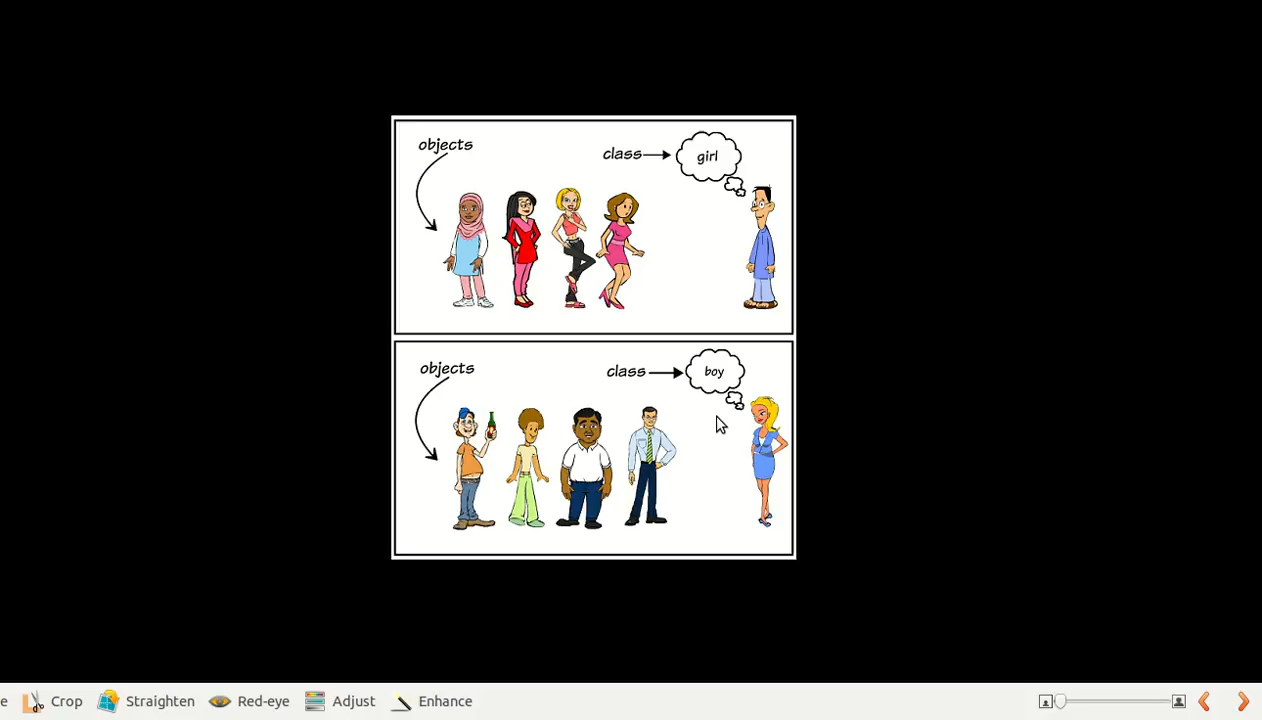 objects
class
girl
objects
class
boy
e Crop Straighten Red-eye Adjust Enhance